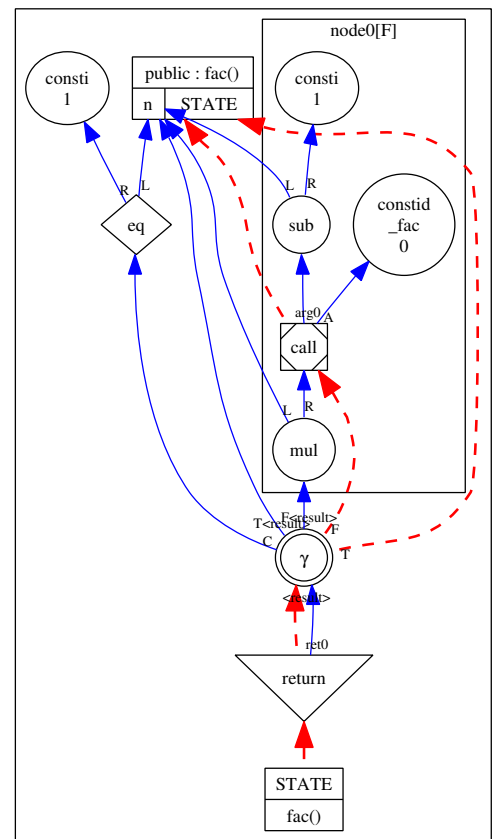 node0[F]
consti
1
public : fac()
n STATE
consti
1
R L
eq
L R
sub
constid
_fac
0
arg0 A
call
L R
mul
F<result>
T<result>
F
C
T
γ
<result>
ret0
return
STATE
fac()